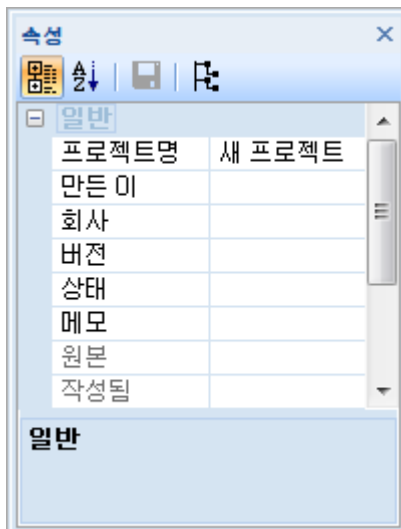 속성
일반
프로젝트명 새 프로젝트
만든 이
회사
버전
상태
메모
원본
작성됨
일반